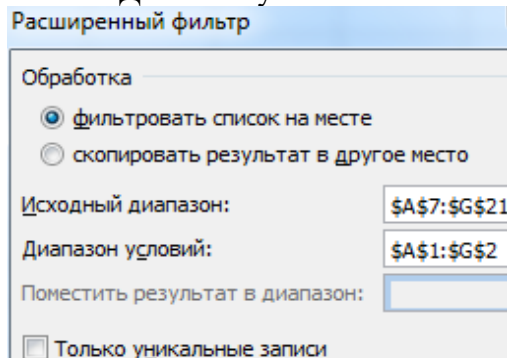 Расширенный фильтр
Обработка
фильтровать список на месте
скопировать результат в другое место
Исходный диапазон: $A$7:$G$21
Диапазон условий: $A$1:$G$2
Поместить результат в диапазон:
Только уникальные записи